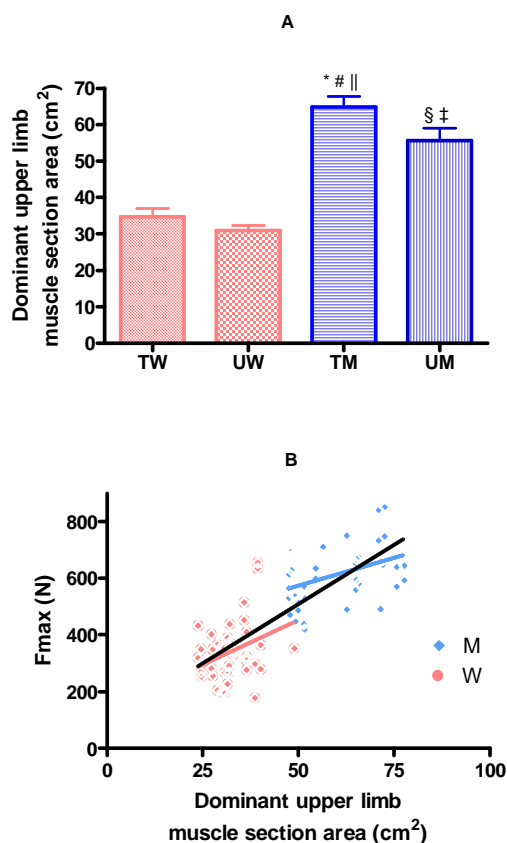 A
Dominant upper limb
muscle section area (cm²)
70
60
50
40
30
20
10
0
* # ||
§ ‡
TW UW TM UM
B
Fmax (N)
800
600
400
200
0
M
W
0 25 50 75 100
Dominant upper limb
muscle section area (cm²)